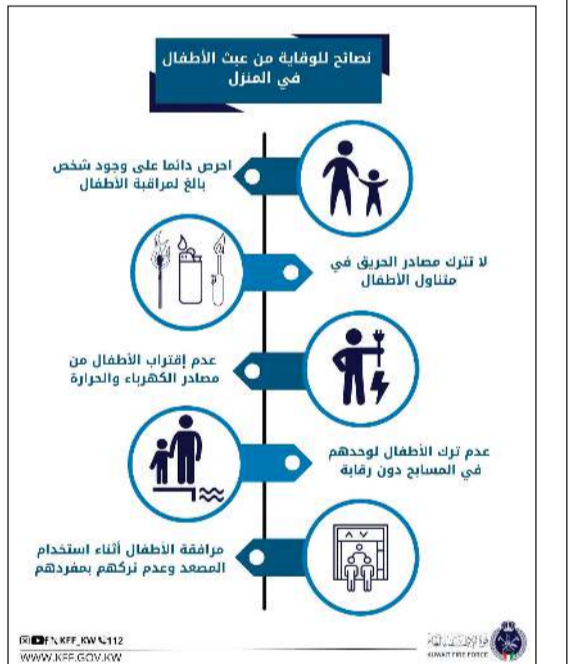 نصائح للوقاية من عبث الأطفال
في المنزل
احرص دائما على وجود شخص
بالغ لمراقبة الأطفال
لا تترك مصادر الحريق في
متناول الأطفال
عدم إقتراب الأطفال من
مصادر الكهرباء والحرارة
عدم ترك الأطفال لوحدهم
في المسابح دون رقابة
مرافقة الأطفال أثناء استخدام
المصعد وعدم تركهم بمفردهم
KFF_KW 112
WWW.KFF.GOV.KW
KUWAIT FIRE FORCE